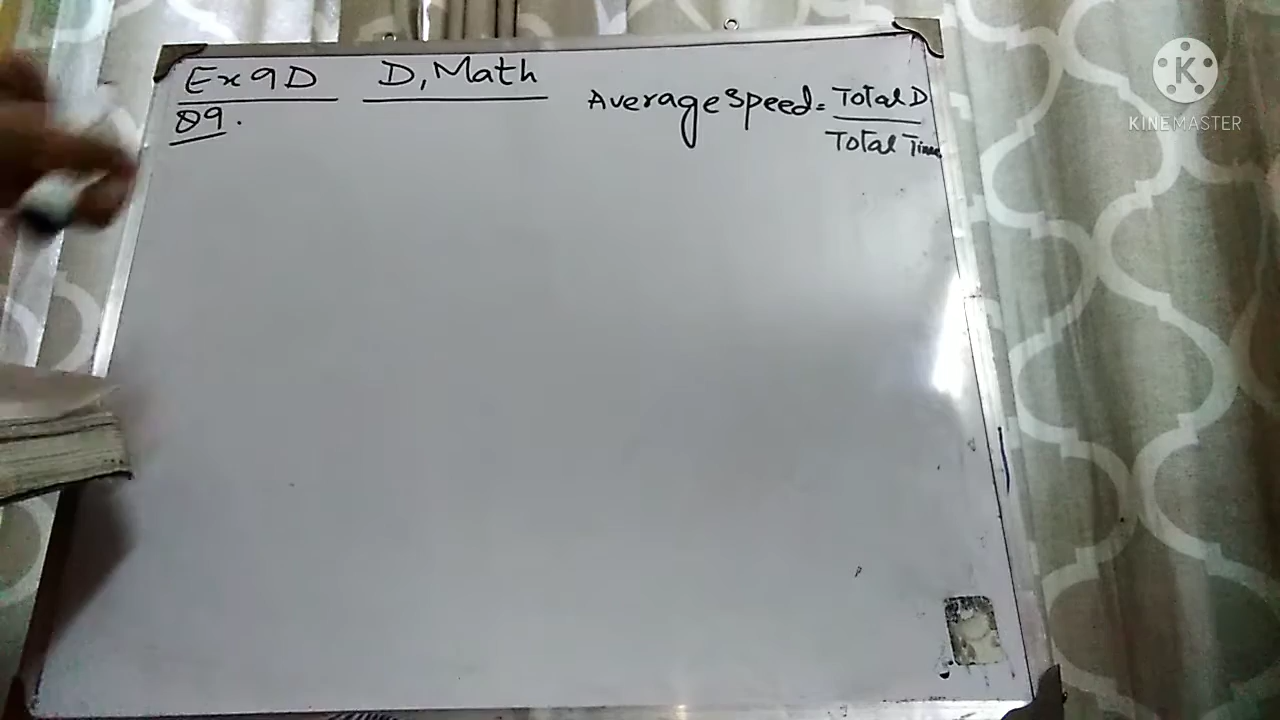 Ex 9D D, Math
Q9.
Average Speed = Total D
Total Time
K
KINEMASTER